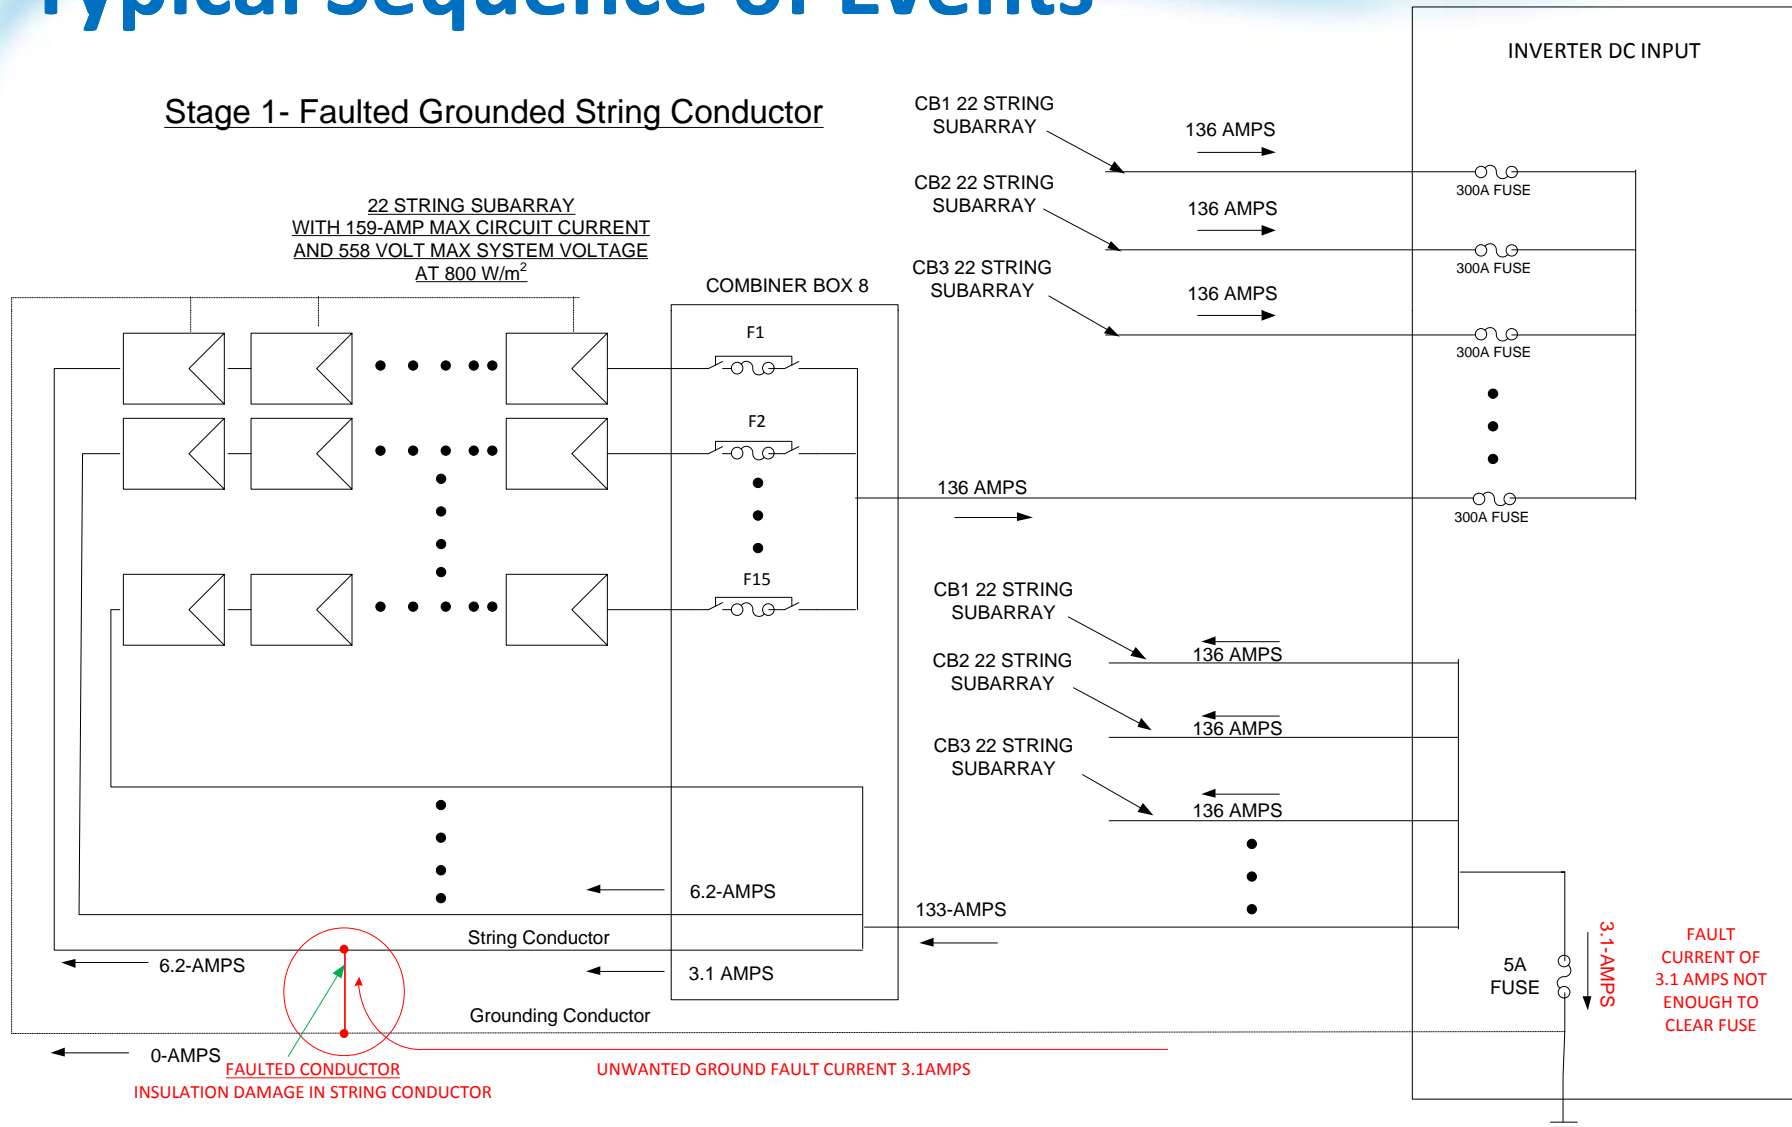 Typical Sequence of Events
INVERTER DC INPUT
Stage 1- Faulted Grounded String Conductor
22 STRING SUBARRAY
WITH 159-AMP MAX CIRCUIT CURRENT
AND 558 VOLT MAX SYSTEM VOLTAGE
AT 800 W/m²
COMBINER BOX 8
F1
F2
F15
CB1 22 STRING
SUBARRAY
136 AMPS
300A FUSE
CB2 22 STRING
SUBARRAY
136 AMPS
300A FUSE
CB3 22 STRING
SUBARRAY
136 AMPS
300A FUSE
136 AMPS
300A FUSE
CB1 22 STRING
SUBARRAY
136 AMPS
CB2 22 STRING
SUBARRAY
136 AMPS
CB3 22 STRING
SUBARRAY
136 AMPS
6.2-AMPS
133-AMPS
String Conductor
6.2-AMPS
3.1 AMPS
Grounding Conductor
0-AMPS
FAULTED CONDUCTOR
INSULATION DAMAGE IN STRING CONDUCTOR
UNWANTED GROUND FAULT CURRENT 3.1AMPS
5A
FUSE
3.1-AMPS
FAULT
CURRENT OF
3.1 AMPS NOT
ENOUGH TO
CLEAR FUSE